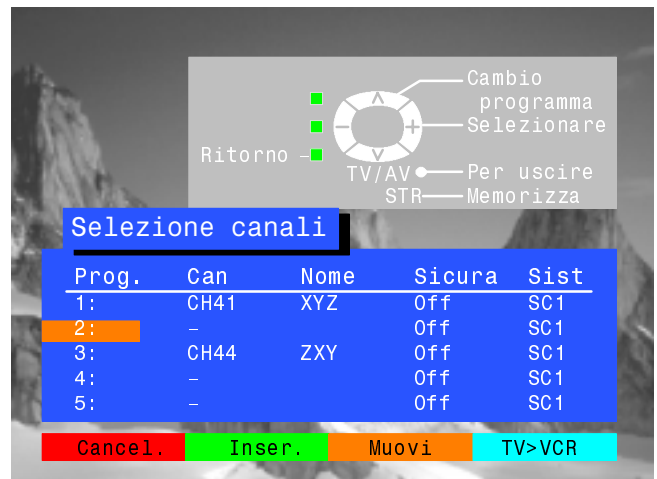 Cambio
programma
Selezionare
Ritorno
TV/AV Per uscire
STR Memorizza
Selezione canali
Prog. Can Nome Sicura Sist
1: CH41 XYZ Off SC1
2: – Off SC1
3: CH44 ZXY Off SC1
4: – Off SC1
5: – Off SC1
Cancel. Inser. Muovi TV>VCR